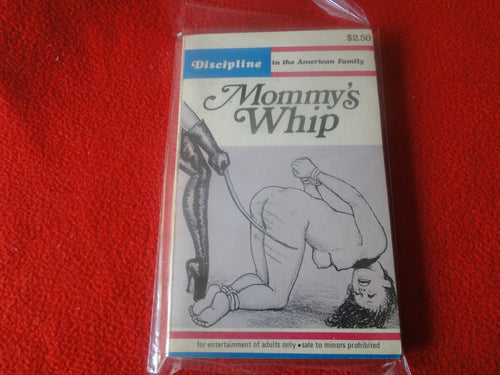 $2.50
Discipline in the American Family
Mommy's
Whip
for entertainment of adults only • sale to minors prohibited